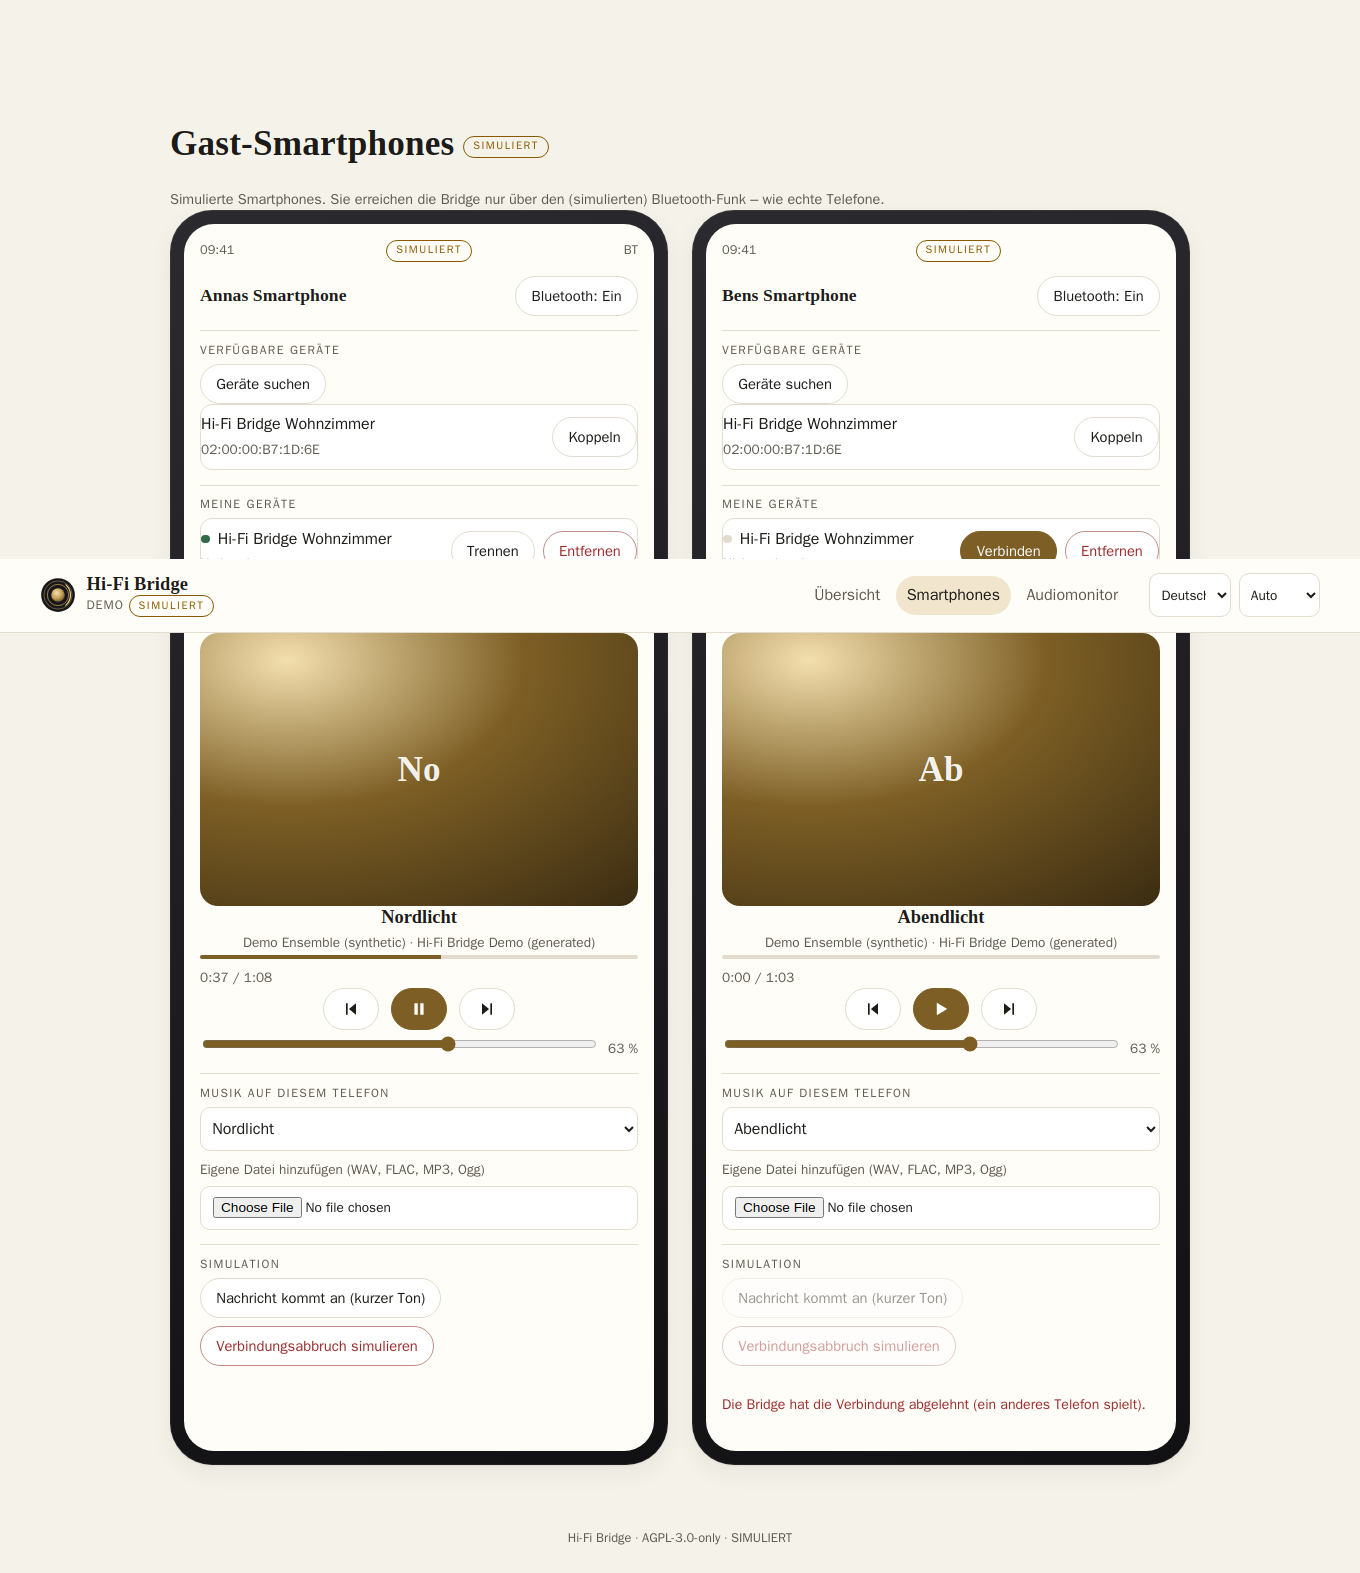 Gast-Smartphones SIMULIERT
Simulierte Smartphones. Sie erreichen die Bridge nur über den (simulierten) Bluetooth-Funk – wie echte Telefone.
09:41 SIMULIERT BT
Annas Smartphone Bluetooth: Ein
VERFÜGBARE GERÄTE
Geräte suchen
Hi-Fi Bridge Wohnzimmer
02:00:00:B7:1D:6E
Koppeln
MEINE GERÄTE
Hi-Fi Bridge Wohnzimmer
Trennen Entfernen
09:41 SIMULIERT
Bens Smartphone Bluetooth: Ein
VERFÜGBARE GERÄTE
Geräte suchen
Hi-Fi Bridge Wohnzimmer
02:00:00:B7:1D:6E
Koppeln
MEINE GERÄTE
Hi-Fi Bridge Wohnzimmer
Verbinden Entfernen
Hi-Fi Bridge
DEMO SIMULIERT
Übersicht Smartphones Audiomonitor Deutsch Auto
No
Nordlicht
Demo Ensemble (synthetic) · Hi-Fi Bridge Demo (generated)
0:37 / 1:08
63 %
MUSIK AUF DIESEM TELEFON
Nordlicht
Eigene Datei hinzufügen (WAV, FLAC, MP3, Ogg)
Choose File No file chosen
SIMULATION
Nachricht kommt an (kurzer Ton)
Verbindungsabbruch simulieren
Ab
Abendlicht
Demo Ensemble (synthetic) · Hi-Fi Bridge Demo (generated)
0:00 / 1:03
63 %
MUSIK AUF DIESEM TELEFON
Abendlicht
Eigene Datei hinzufügen (WAV, FLAC, MP3, Ogg)
Choose File No file chosen
SIMULATION
Nachricht kommt an (kurzer Ton)
Verbindungsabbruch simulieren
Die Bridge hat die Verbindung abgelehnt (ein anderes Telefon spielt).
Hi-Fi Bridge · AGPL-3.0-only · SIMULIERT